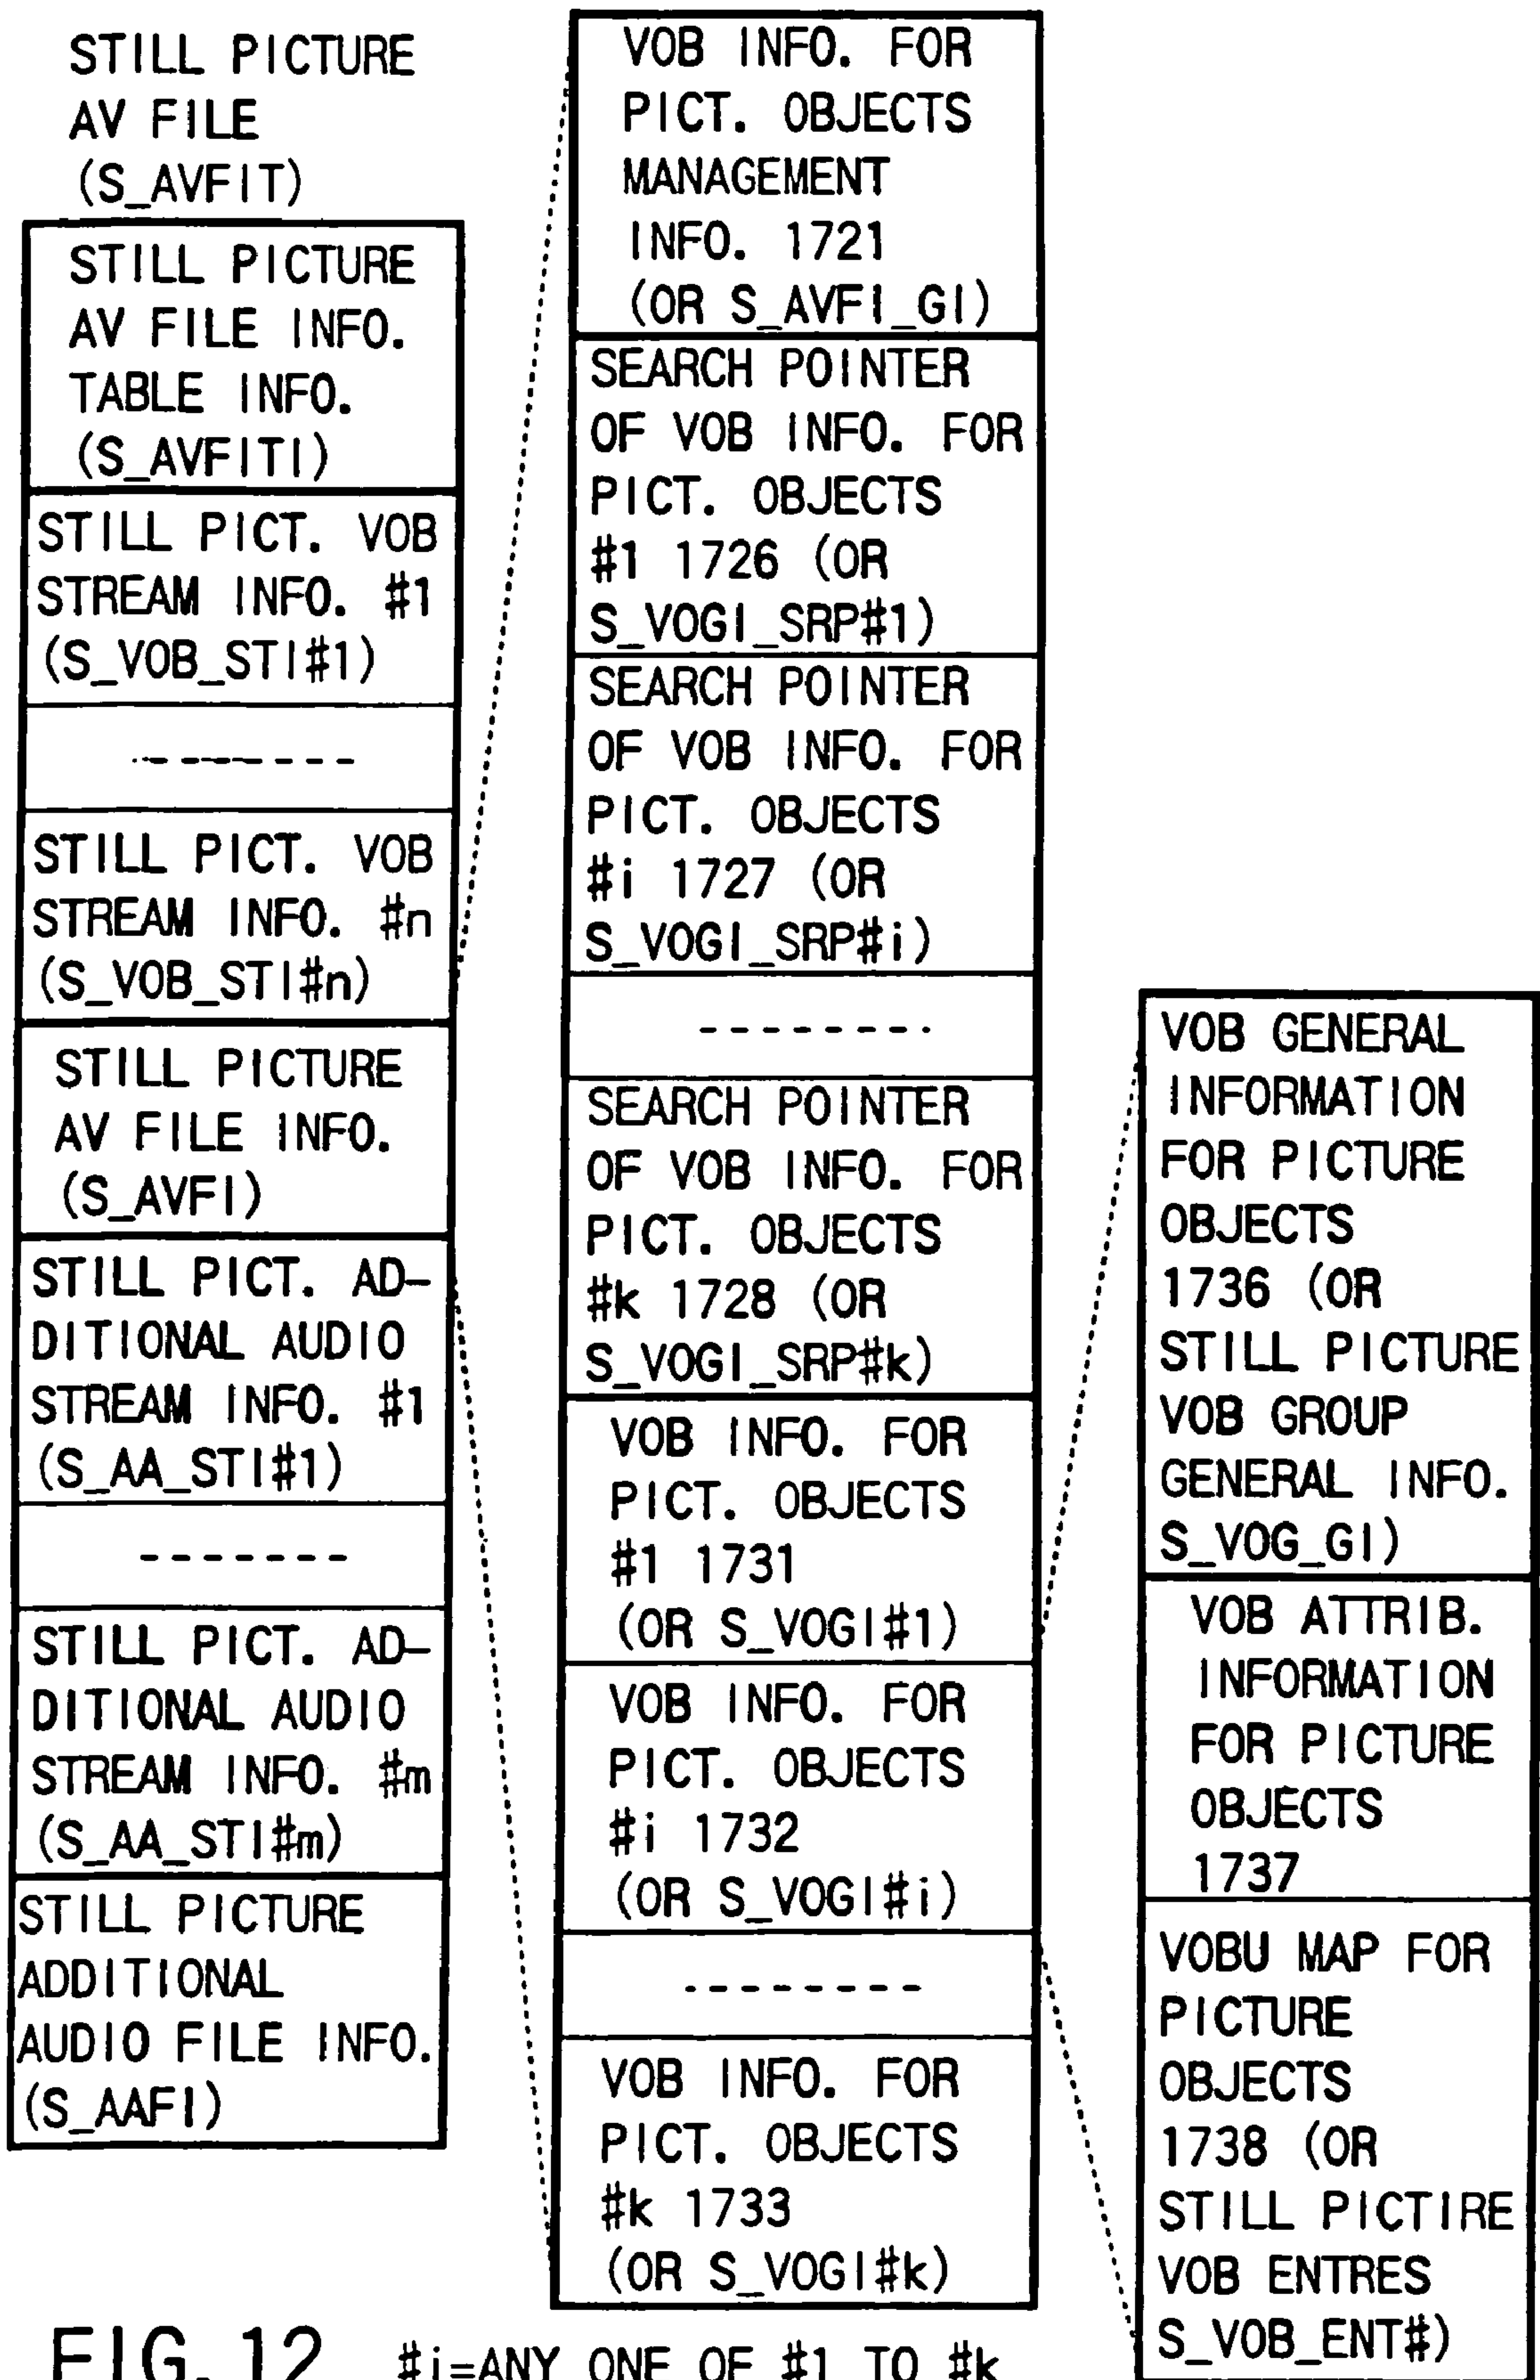 STILL PICTURE
AV FILE
(S_AVFIT)
STILL PICTURE
AV FILE INFO.
TABLE INFO.
(S_AVFITI)
STILL PICT. VOB
STREAM INFO. #1
(S_VOB_STI#1)
-------
STILL PICT. VOB
STREAM INFO. #n
(S_VOB_STI#n)
STILL PICTURE
AV FILE INFO.
(S_AVFI)
STILL PICT. AD-
DITIONAL AUDIO
STREAM INFO. #1
(S_AA_STI#1)
-------
STILL PICT. AD-
DITIONAL AUDIO
STREAM INFO. #m
(S_AA_STI#m)
STILL PICTURE
ADDITIONAL
AUDIO FILE INFO.
(S_AAFI)
VOB INFO. FOR
PICT. OBJECTS
MANAGEMENT
INFO. 1721
(OR S_AVFI_GI)
SEARCH POINTER
OF VOB INFO. FOR
PICT. OBJECTS
#1 1726 (OR
S_VOGI_SRP#1)
SEARCH POINTER
OF VOB INFO. FOR
PICT. OBJECTS
#i 1727 (OR
S_VOGI_SRP#i)
--------
SEARCH POINTER
OF VOB INFO. FOR
PICT. OBJECTS
#k 1728 (OR
S_VOGI_SRP#k)
VOB INFO. FOR
PICT. OBJECTS
#1 1731
(OR S_VOGI#1)
VOB INFO. FOR
PICT. OBJECTS
#i 1732
(OR S_VOGI#i)
--------
VOB INFO. FOR
PICT. OBJECTS
#k 1733
(OR S_VOGI#k)
VOB GENERAL
INFORMATION
FOR PICTURE
OBJECTS
1736 (OR
STILL PICTURE
VOB GROUP
GENERAL INFO.
S_VOG_GI)
VOB ATTRIB.
INFORMATION
FOR PICTURE
OBJECTS
1737
VOBU MAP FOR
PICTURE
OBJECTS
1738 (OR
STILL PICTIRE
VOB ENTRES
S_VOB_ENT#)
FIG. 12 #i=ANY ONE OF #1 TO #k